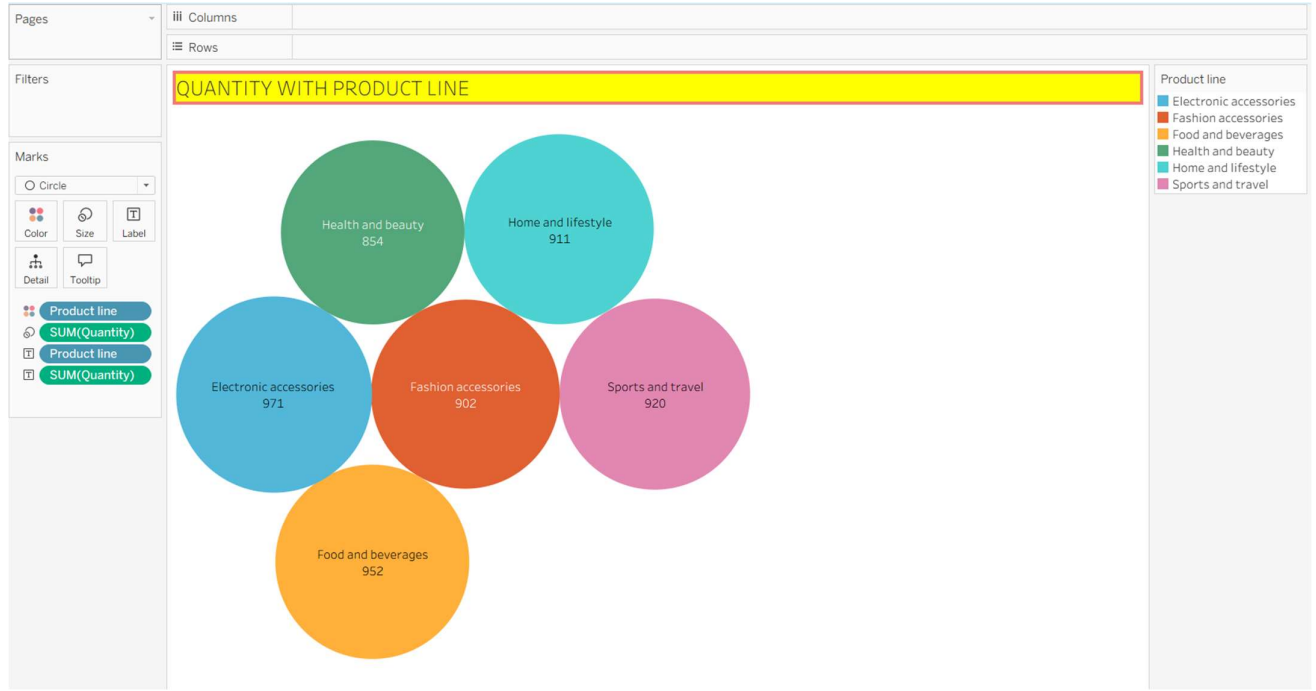 Pages
Columns
Rows
Filters
Marks
Circle
Color Size Label
Detail Tooltip
Product line
SUM(Quantity)
Product line
SUM(Quantity)
QUANTITY WITH PRODUCT LINE
Health and beauty
854
Home and lifestyle
911
Electronic accessories
971
Fashion accessories
902
Sports and travel
920
Food and beverages
952
Product line
Electronic accessories
Fashion accessories
Food and beverages
Health and beauty
Home and lifestyle
Sports and travel